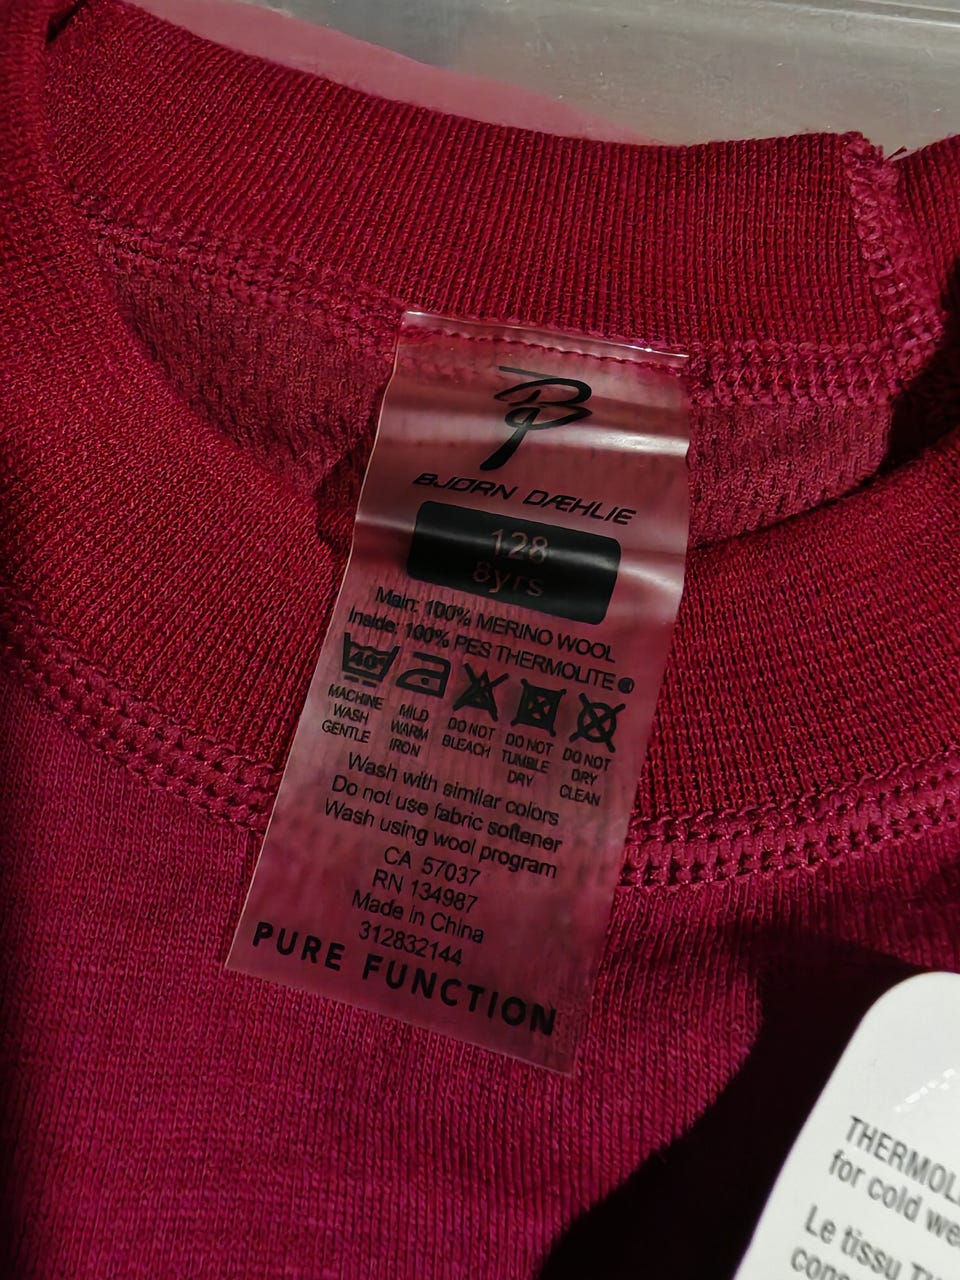 BJØRN DÆHLIE
128
8yrs
Main: 100% MERINO WOOL
Inside: 100% PES THERMOLITE ®
40°
MACHINE WASH GENTLE
MILD WARM IRON
DO NOT BLEACH
DO NOT TUMBLE DRY
DO NOT DRY CLEAN
Wash with similar colors
Do not use fabric softener
Wash using wool program
CA 57037
RN 134987
Made in China
312832144
PURE FUNCTION
THERMOL
for cold we
Le tissu